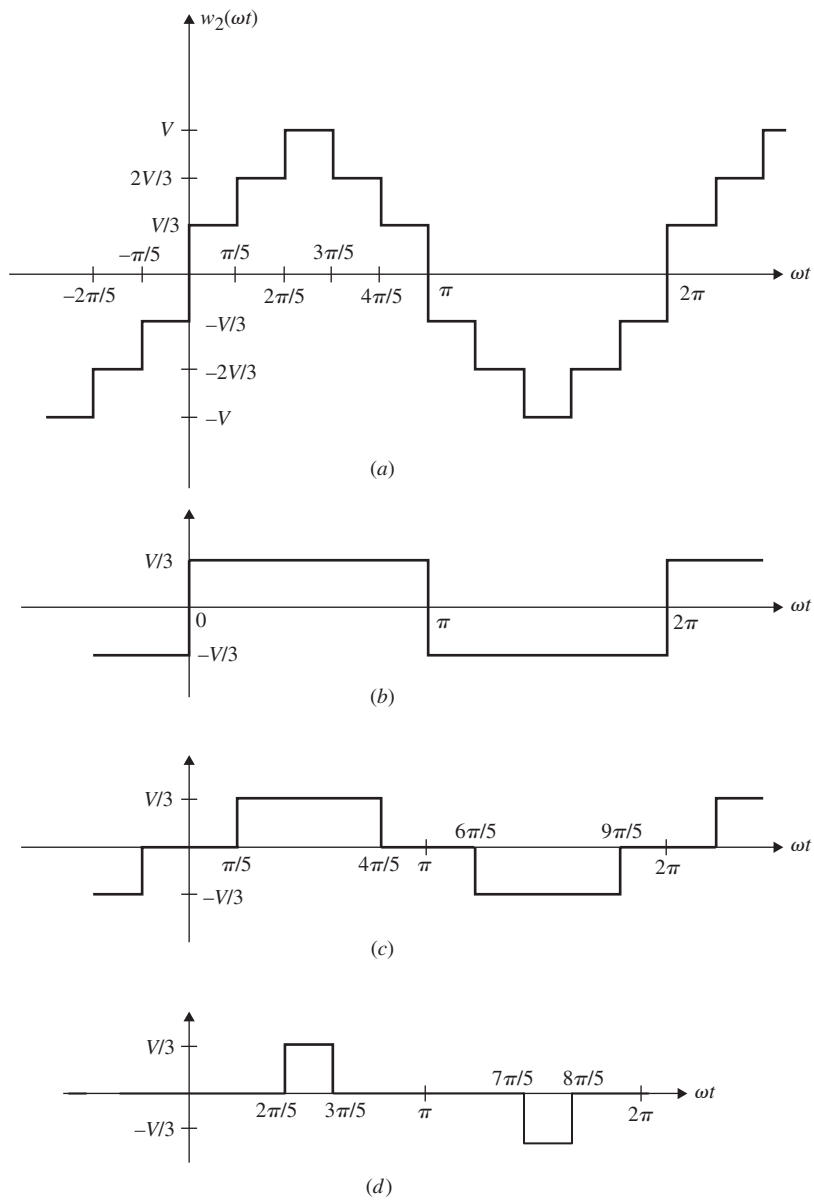 w₂(ωt)
V
2V/3
V/3
−π/5 π/5 3π/5
ωt
−2π/5 2π/5 4π/5 π 2π
−V/3
−2V/3
−V
(a)
V/3
ωt
0 π 2π
−V/3
(b)
V/3
6π/5 9π/5
ωt
π/5 4π/5 π 2π
−V/3
(c)
V/3
7π/5 8π/5
ωt
2π/5 3π/5 π 2π
−V/3
(d)